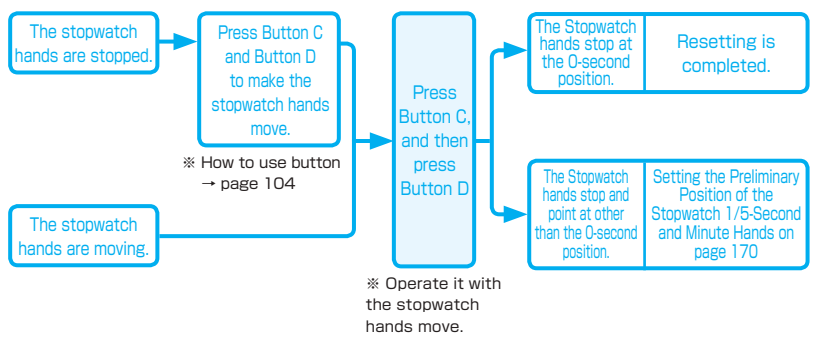 The stopwatch
hands are stopped.
Press Button C
and Button D
to make the
stopwatch hands
move.
※ How to use button
→ page 104
The stopwatch
hands are moving.
Press
Button C,
and then
press
Button D
※ Operate it with
the stopwatch
hands move.
The Stopwatch
hands stop at
the 0-second
position.
Resetting is
completed.
The Stopwatch
hands stop and
point at other
than the 0-second
position.
Setting the Preliminary
Position of the
Stopwatch 1/5-Second
and Minute Hands on
page 170